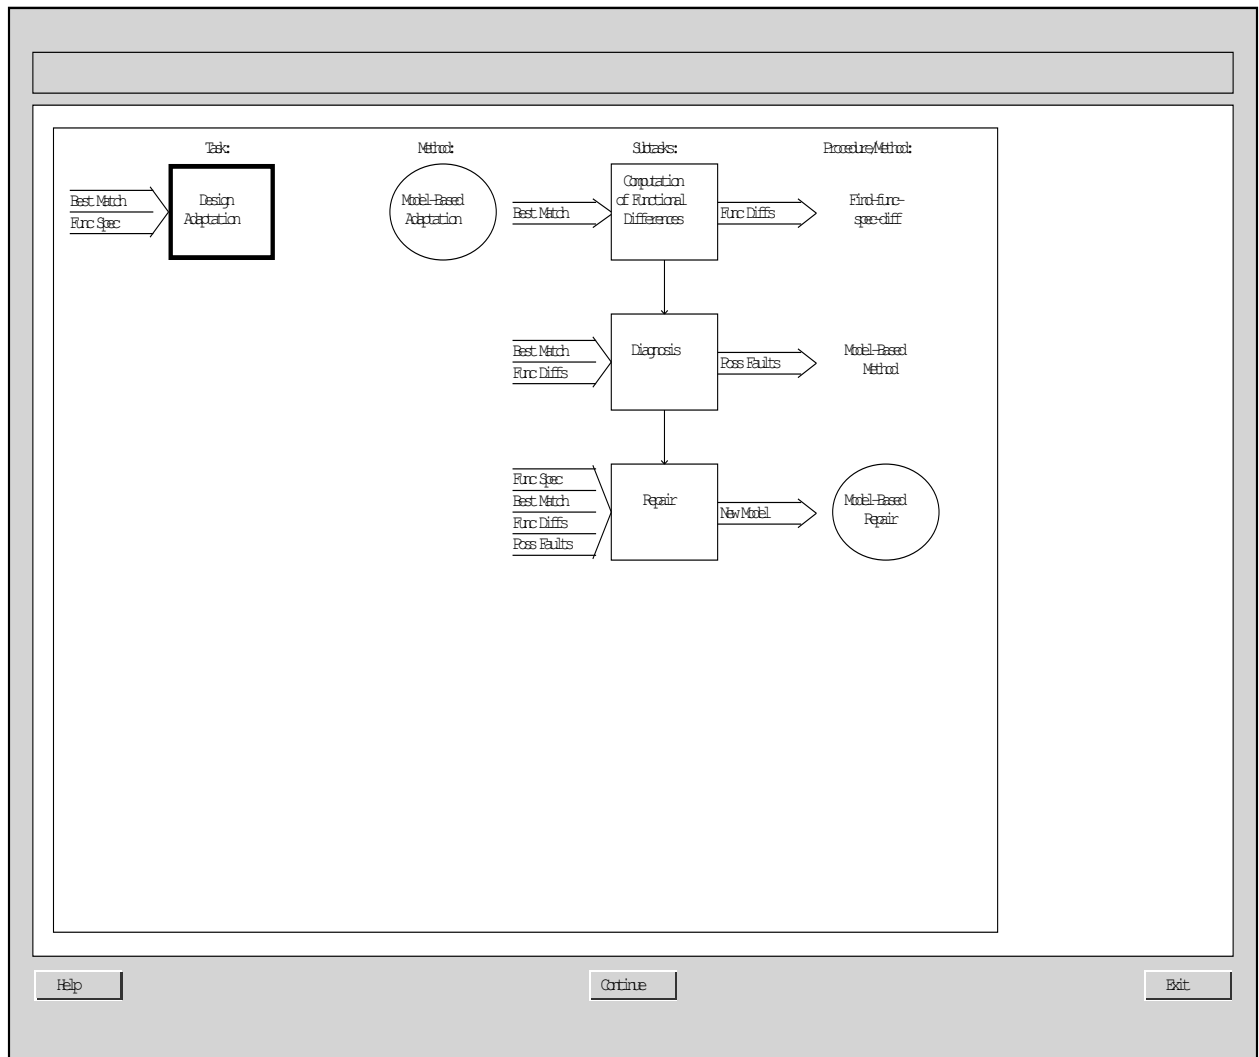 Task:
Method:
Subtasks:
Procedure/Method:
Best Match
Func Spec
Design
Adaptation
Model-Based
Adaptation
Best Match
Computation
of Functional
Differences
Func Diffs
Find-func-
spec-diff
Best Match
Func Diffs
Diagnosis
Poss Faults
Model-Based
Method
Func Spec
Best Match
Func Diffs
Poss Faults
Repair
New Model
Model-Based
Repair
Help
Continue
Exit